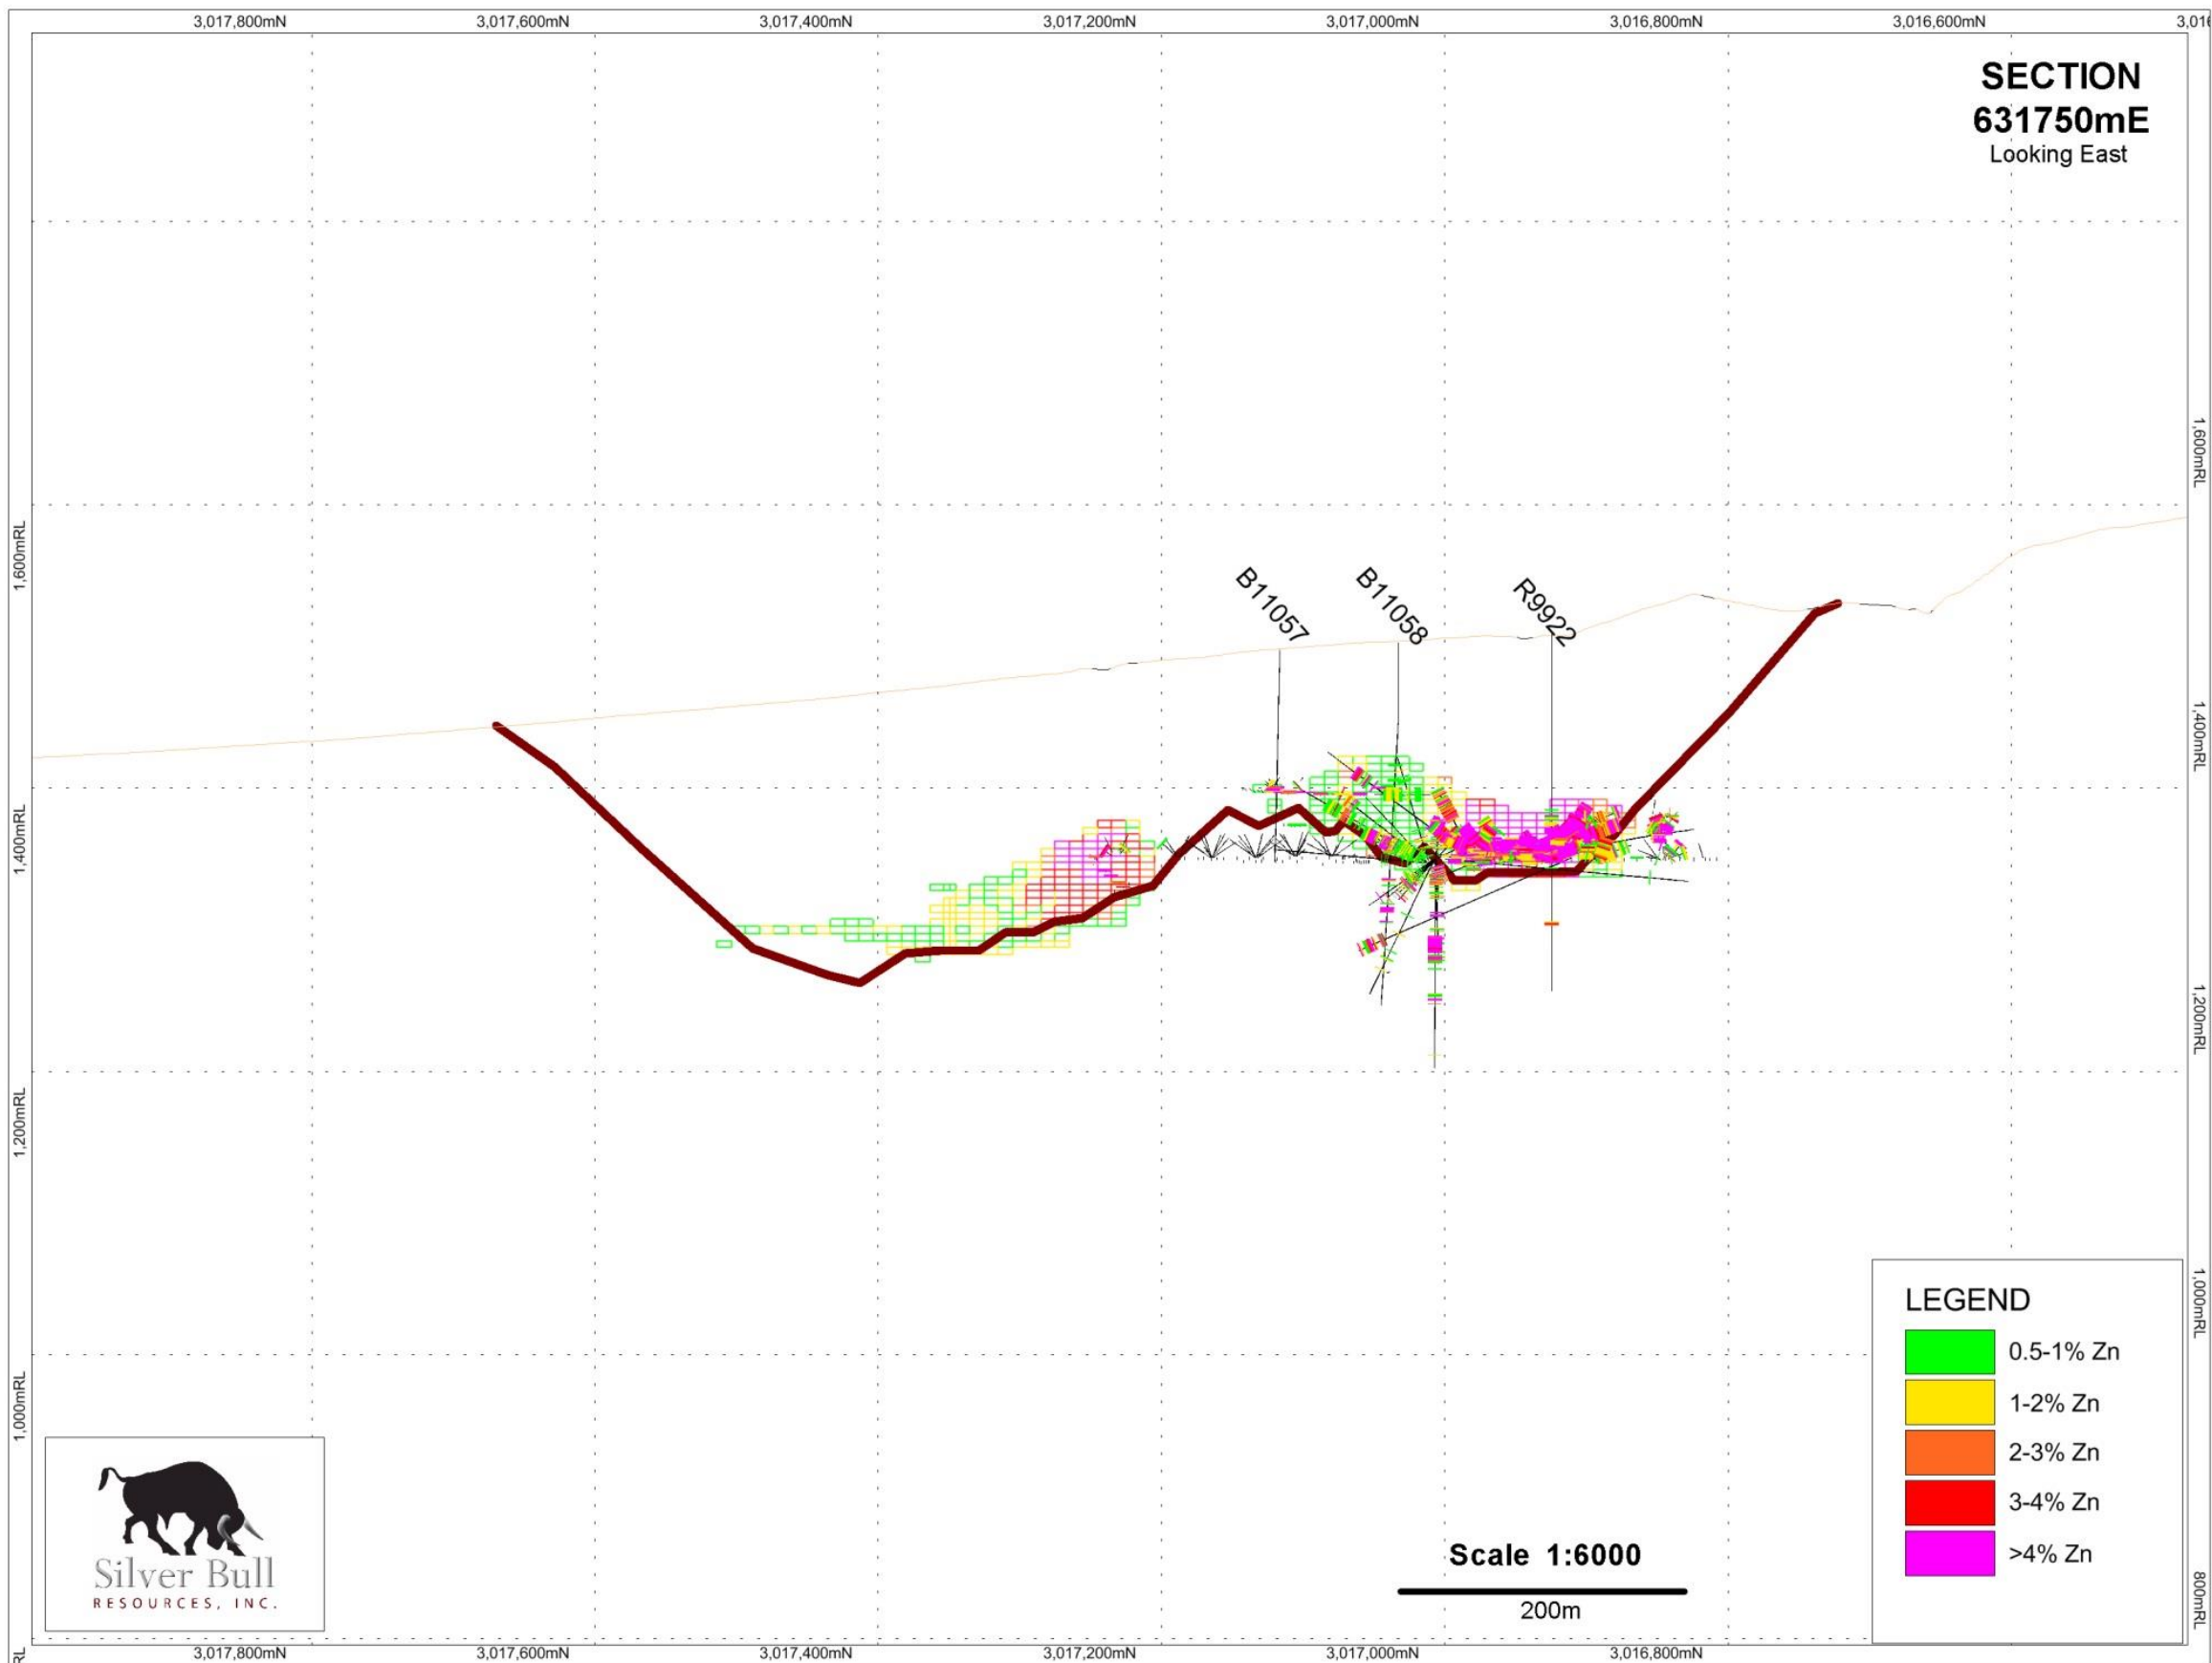 3,017,800mN 3,017,600mN 3,017,400mN 3,017,200mN 3,017,000mN 3,016,800mN 3,016,600mN 3,016
SECTION
631750mE
Looking East
1,600mRL
1,600mRL
B11057
B11058
R9922
1,400mRL
1,400mRL
1,200mRL
1,200mRL
1,000mRL
1,000mRL
800mRL
RL
LEGEND
0.5-1% Zn
1-2% Zn
2-3% Zn
3-4% Zn
>4% Zn
Silver Bull
RESOURCES, INC.
Scale 1:6000
200m
3,017,800mN 3,017,600mN 3,017,400mN 3,017,200mN 3,017,000mN 3,016,800mN